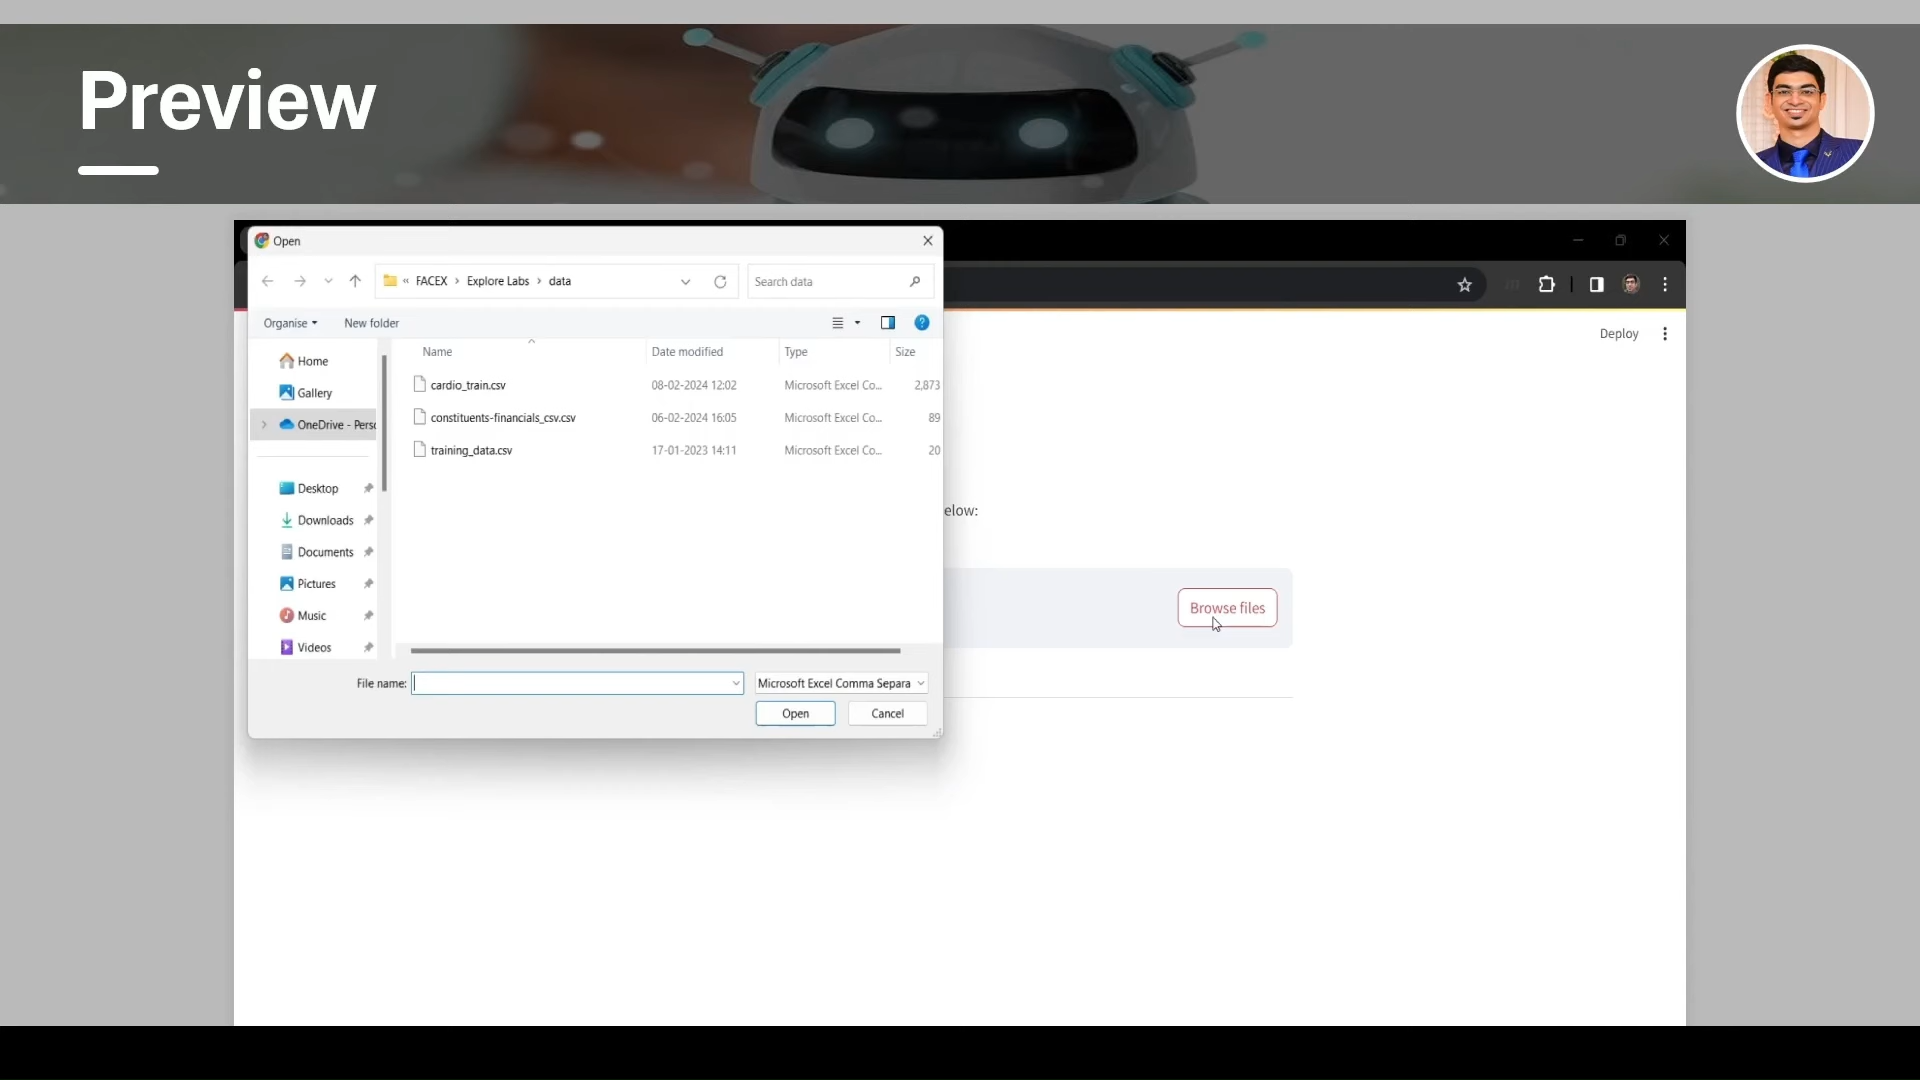 Preview
Open
« FACEX › Explore Labs › data
Search data
Organise
New folder
Name Date modified Type Size
Home
Gallery
OneDrive - Perso
Desktop
Downloads
Documents
Pictures
Music
Videos
cardio_train.csv 08-02-2024 12:02 Microsoft Excel Co... 2,873
constituents-financials_csv.csv 06-02-2024 16:05 Microsoft Excel Co... 89
training_data.csv 17-01-2023 14:11 Microsoft Excel Co... 20
File name:
Microsoft Excel Comma Separa
Open Cancel
Deploy
elow:
Browse files